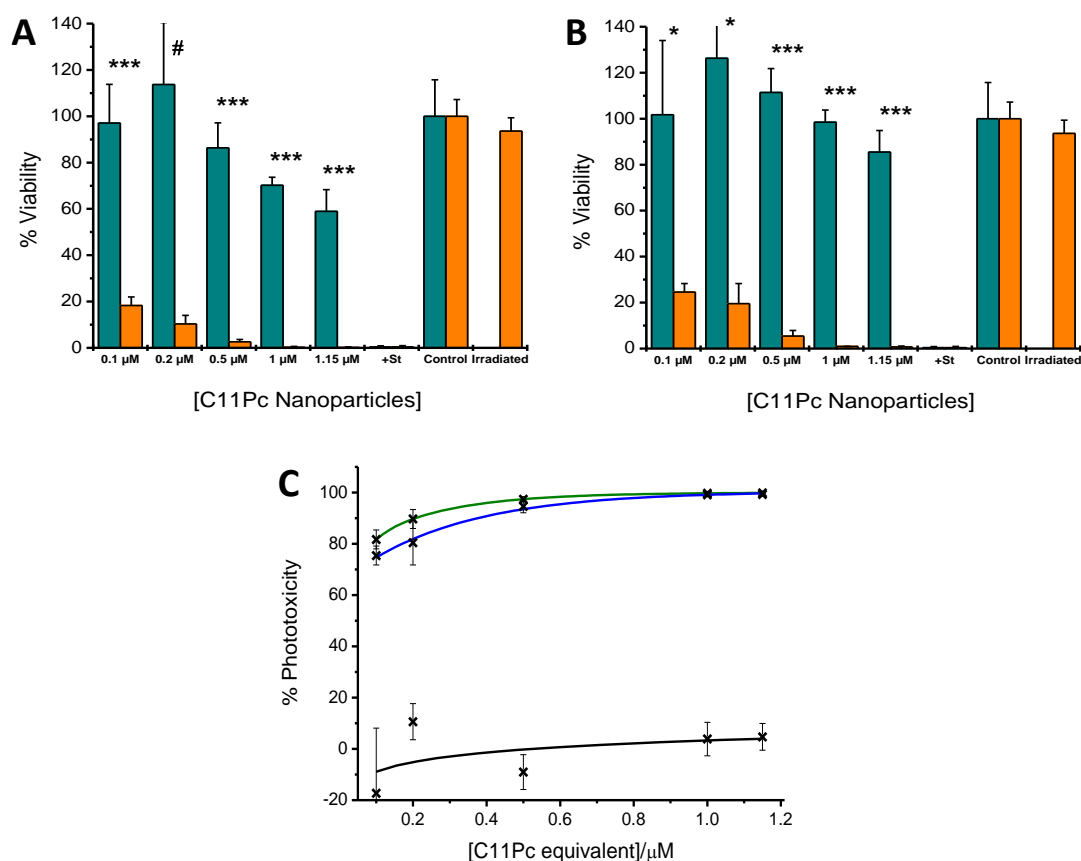 A
140
120
100
80
60
40
20
0
% Viability
*** # *** *** ***
0.1 µM 0.2 µM 0.5 µM 1 µM 1.15 µM +St Control Irradiated
[C11Pc Nanoparticles]
B
140
120
100
80
60
40
20
0
% Viability
* * *** *** ***
0.1 µM 0.2 µM 0.5 µM 1 µM 1.15 µM +St Control Irradiated
[C11Pc Nanoparticles]
C
100
80
60
40
20
0
-20
% Phototoxicity
0.2 0.4 0.6 0.8 1.0 1.2
[C11Pc equivalent]/µM